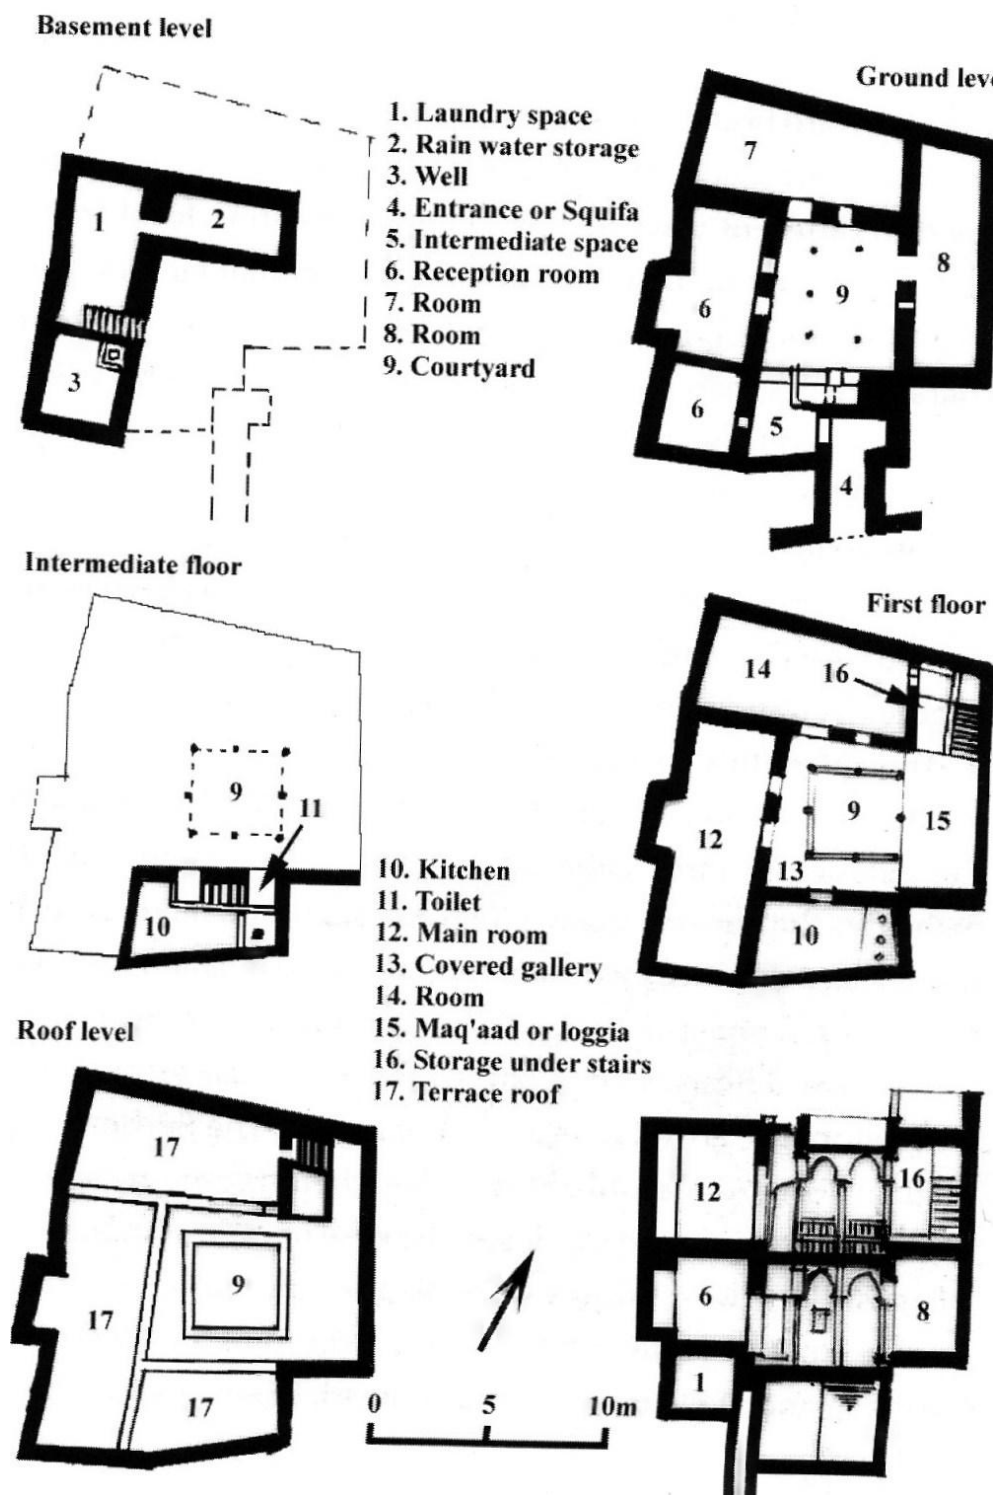 Basement level
1
2
3
1. Laundry space
2. Rain water storage
3. Well
4. Entrance or Squifa
5. Intermediate space
6. Reception room
7. Room
8. Room
9. Courtyard
Ground leve
7
8
6
9
6
5
4
Intermediate floor
9
11
10
First floor
14
16
9
15
12
13
10
10. Kitchen
11. Toilet
12. Main room
13. Covered gallery
14. Room
15. Maq'aad or loggia
16. Storage under stairs
17. Terrace roof
Roof level
17
9
17
17
0 5 10m
12
16
6
8
1